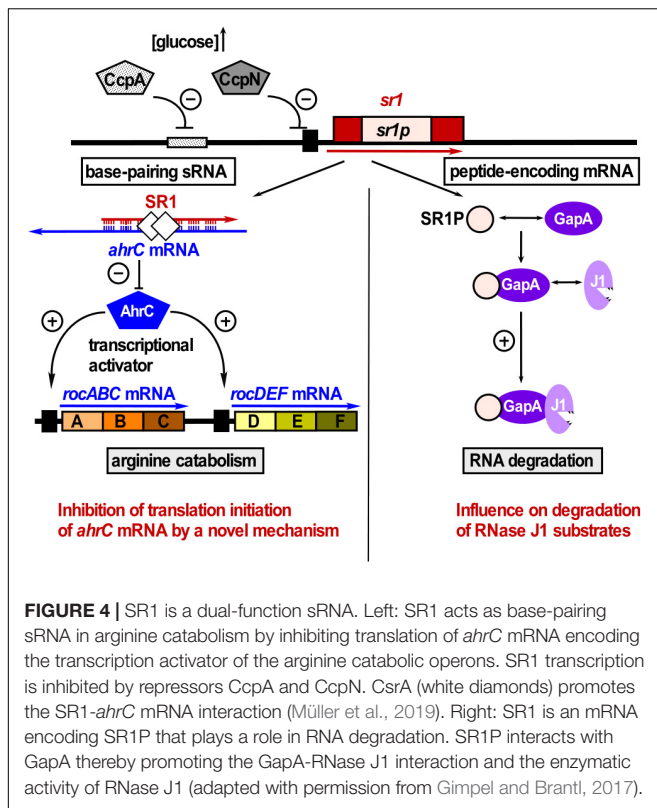 [glucose]↑
CcpA
CcpN
−
−
sr1
sr1p
base-pairing sRNA
peptide-encoding mRNA
SR1
ahrC mRNA
−
AhrC
+
+
transcriptional
activator
rocABC mRNA
rocDEF mRNA
A B C
D E F
arginine catabolism
Inhibition of translation initiation
of ahrC mRNA by a novel mechanism
SR1P
GapA
GapA
J1
+
GapA
J1
RNA degradation
Influence on degradation
of RNase J1 substrates
FIGURE 4 | SR1 is a dual-function sRNA. Left: SR1 acts as base-pairing
sRNA in arginine catabolism by inhibiting translation of ahrC mRNA encoding
the transcription activator of the arginine catabolic operons. SR1 transcription
is inhibited by repressors CcpA and CcpN. CsrA (white diamonds) promotes
the SR1-ahrC mRNA interaction (Müller et al., 2019). Right: SR1 is an mRNA
encoding SR1P that plays a role in RNA degradation. SR1P interacts with
GapA thereby promoting the GapA-RNase J1 interaction and the enzymatic
activity of RNase J1 (adapted with permission from Gimpel and Brantl, 2017).